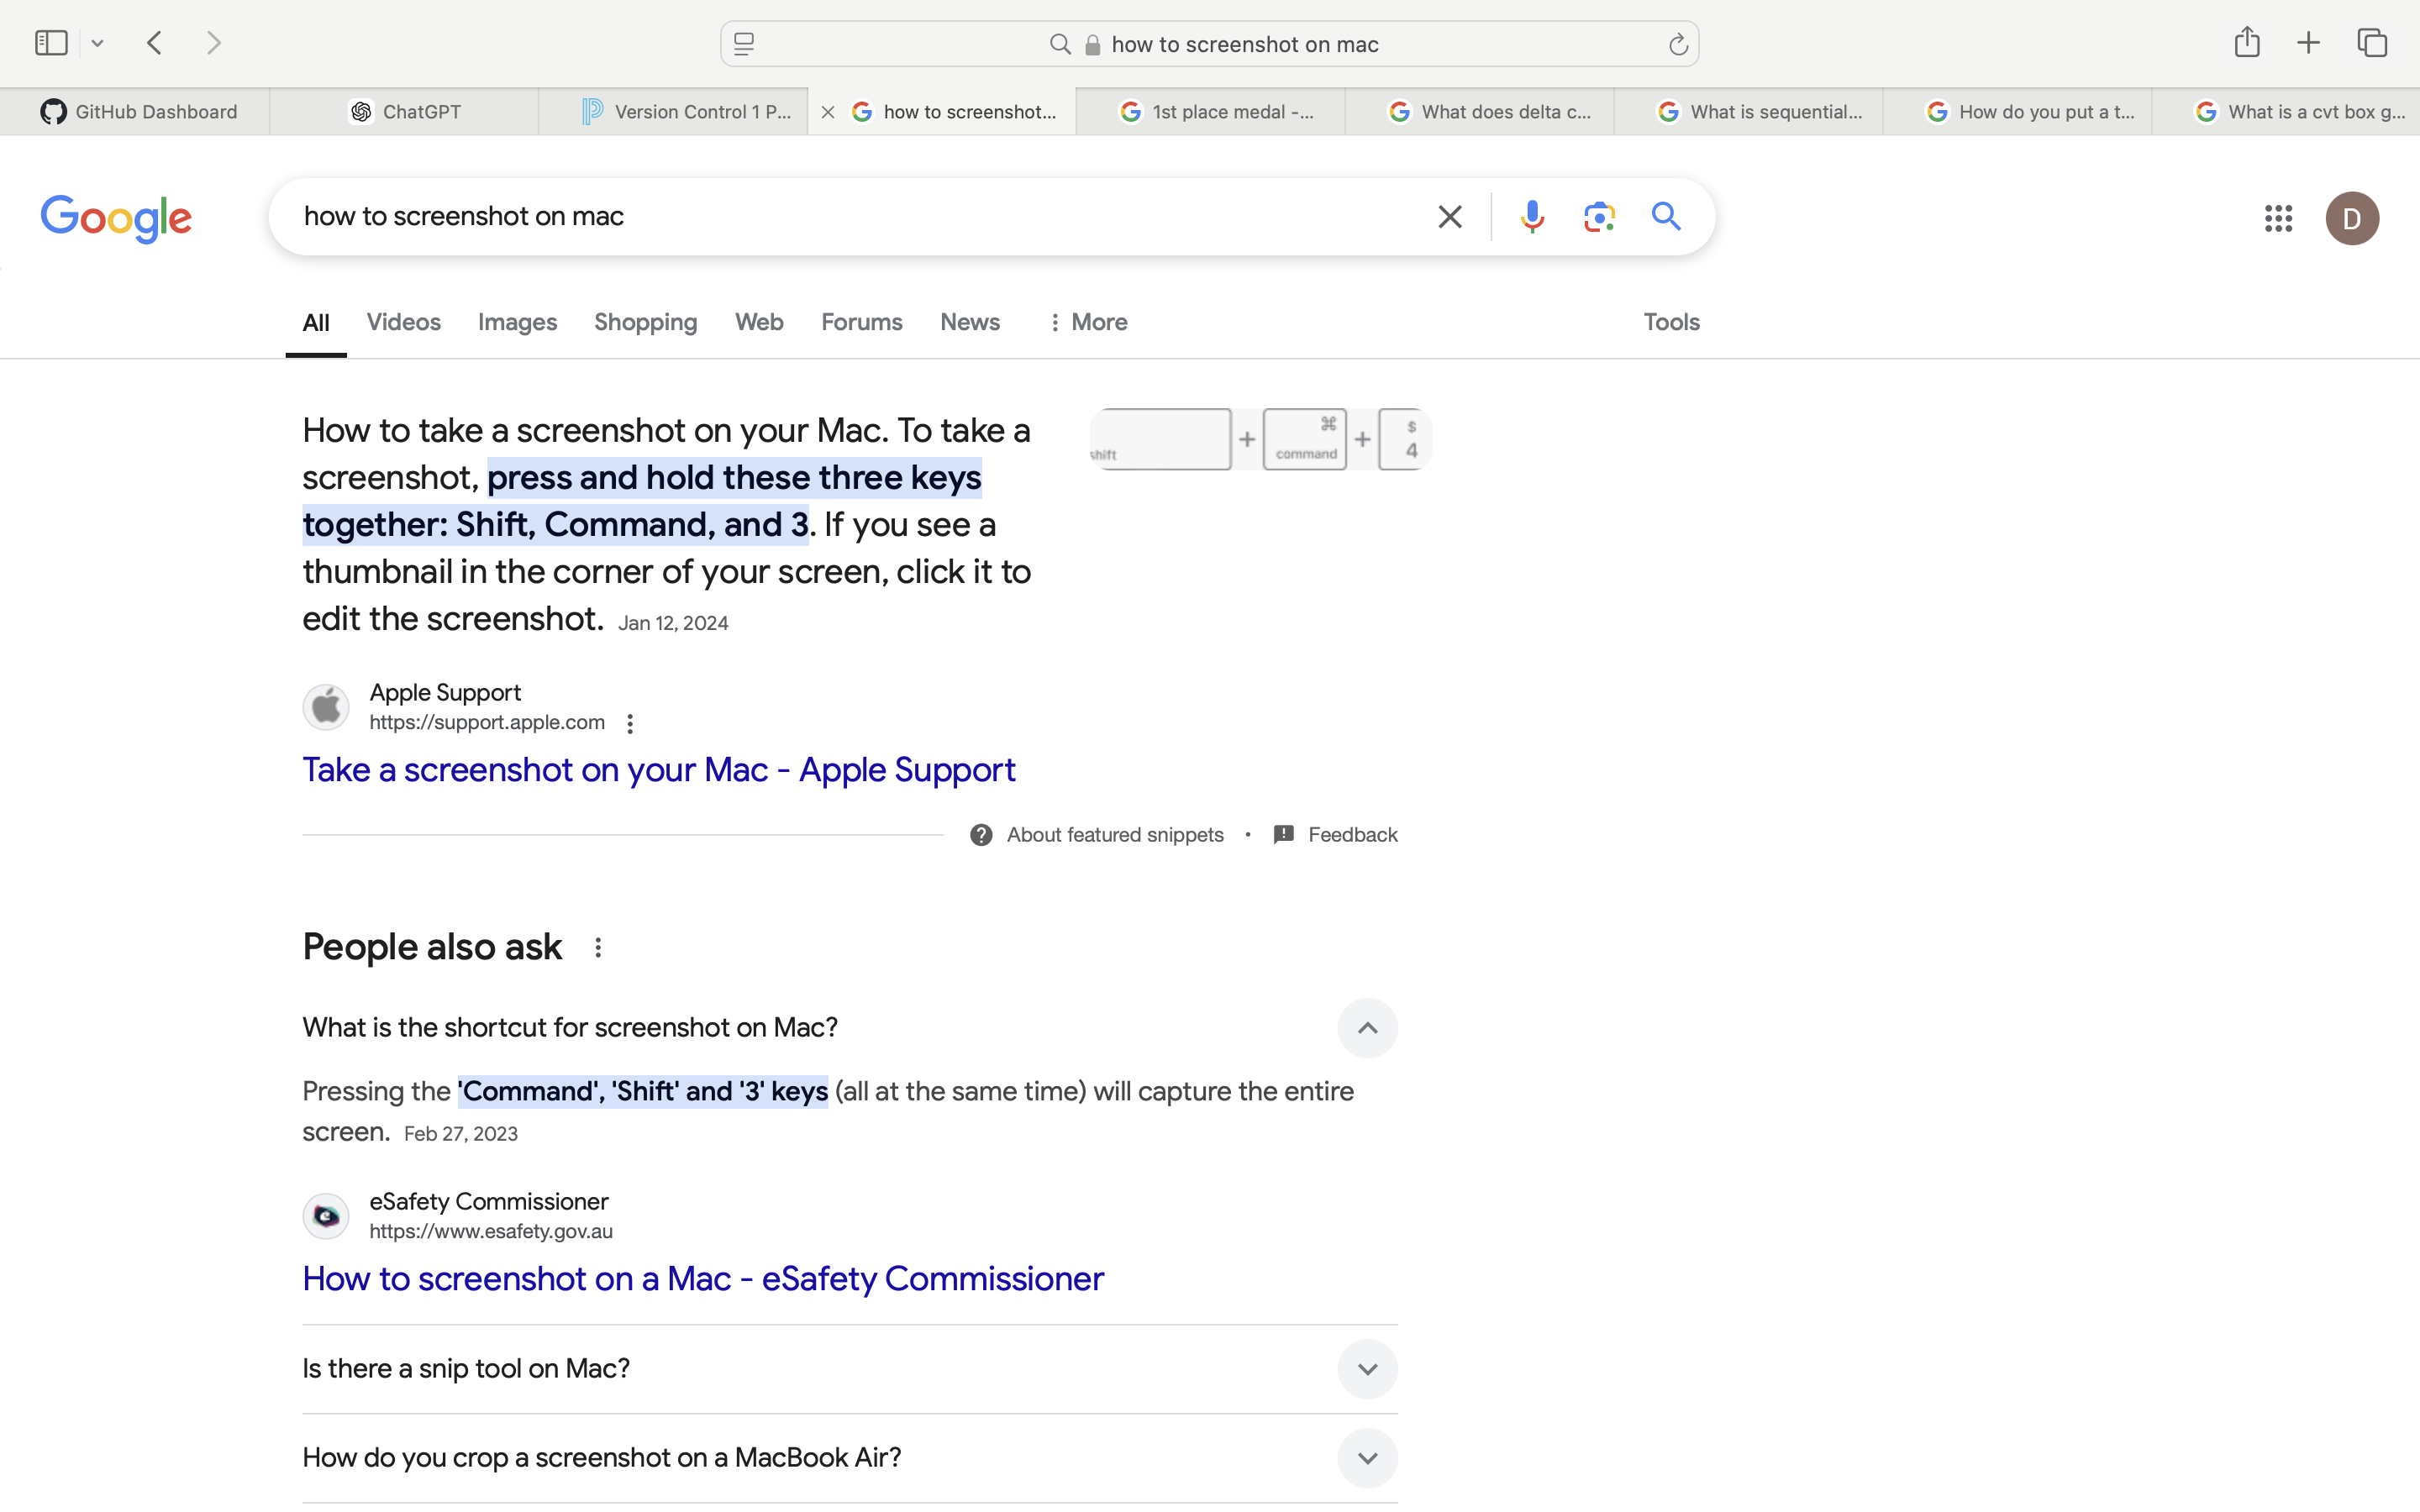 how to screenshot on mac
GitHub Dashboard
ChatGPT
Version Control 1 P...
how to screenshot...
1st place medal -...
What does delta c...
What is sequential...
How do you put a t...
What is a cvt box g...
Google
how to screenshot on mac
D
All Videos Images Shopping Web Forums News More Tools
How to take a screenshot on your Mac. To take a
screenshot, press and hold these three keys
together: Shift, Command, and 3. If you see a
thumbnail in the corner of your screen, click it to
edit the screenshot. Jan 12, 2024
shift + ⌘ command + $ 4
Apple Support
https://support.apple.com
Take a screenshot on your Mac - Apple Support
About featured snippets • Feedback
People also ask
What is the shortcut for screenshot on Mac?
Pressing the 'Command', 'Shift' and '3' keys (all at the same time) will capture the entire
screen. Feb 27, 2023
eSafety Commissioner
https://www.esafety.gov.au
How to screenshot on a Mac - eSafety Commissioner
Is there a snip tool on Mac?
How do you crop a screenshot on a MacBook Air?